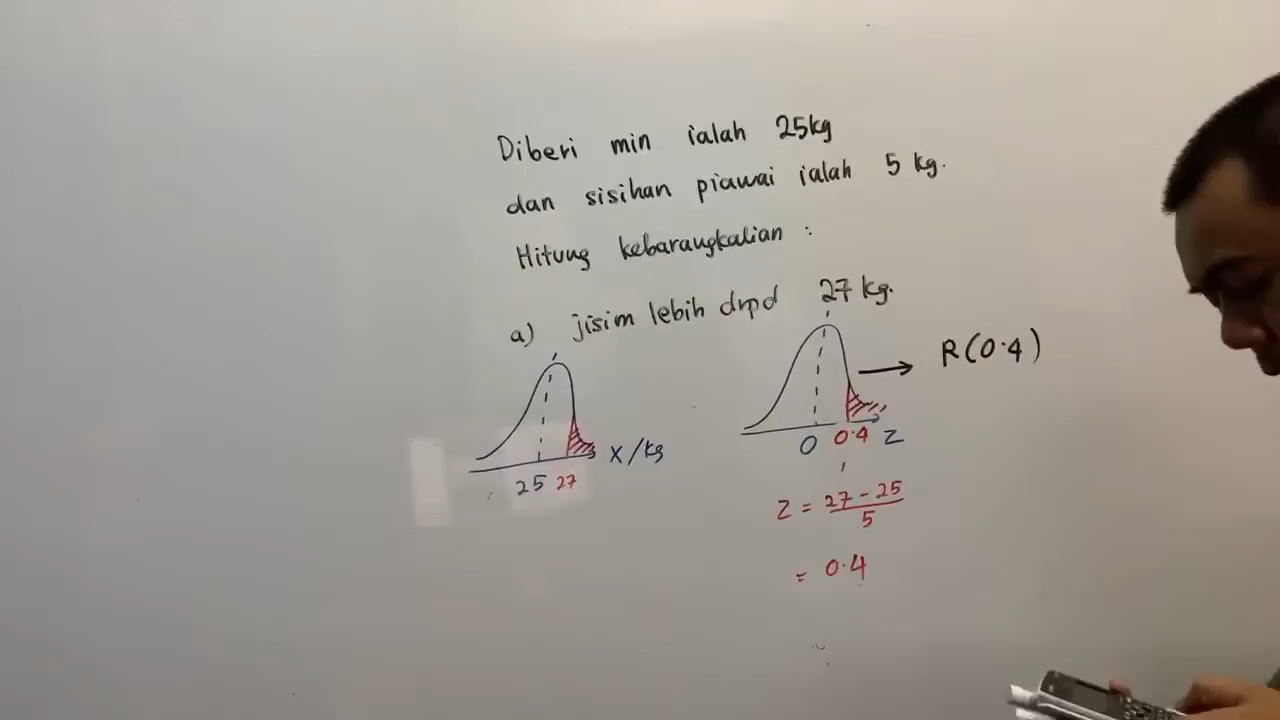 Diberi min ialah 25kg
dan sisihan piawai ialah 5 kg.
Hitung kebarangkalian :
a) jisim lebih drpd 27 kg.
25 27 X/kg
0 0.4 Z
R(0.4)
Z = 27 - 25 / 5
= 0.4